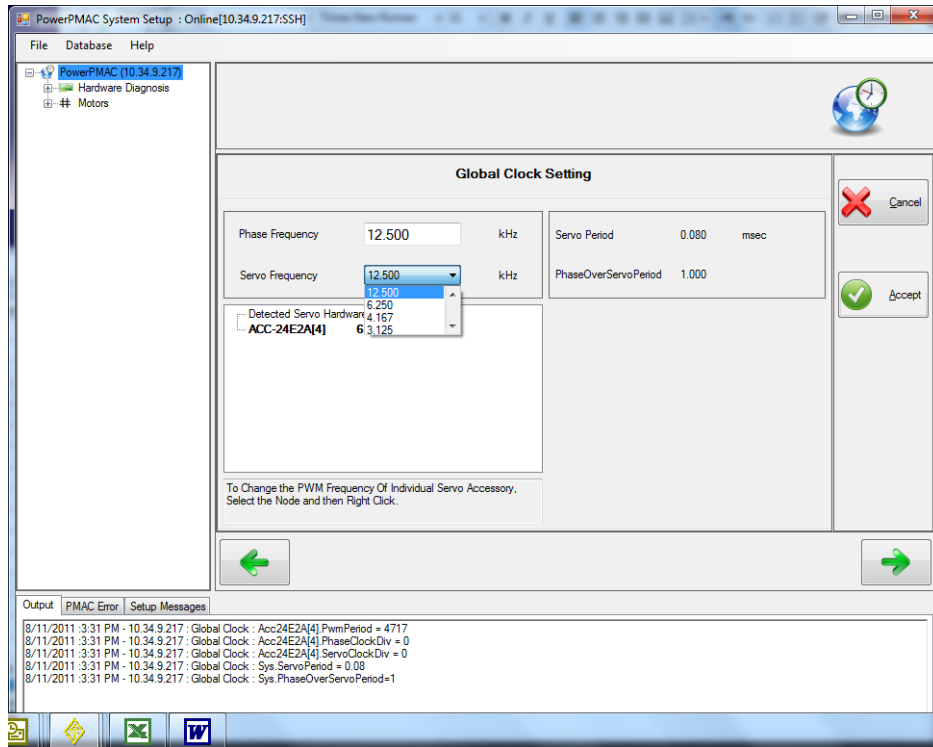 PowerPMAC System Setup : Online[10.34.9.217:SSH]
File Database Help
PowerPMAC (10.34.9.217)
Hardware Diagnosis
Motors
Global Clock Setting
Phase Frequency 12.500 kHz
Servo Frequency 12.500 kHz
12.500
6.250
4.167
3.125
Servo Period 0.080 msec
PhaseOverServoPeriod 1.000
Detected Servo Hardware
ACC-24E2A[4] 6
To Change the PWM Frequency Of Individual Servo Accessory,
Select the Node and then Right Click.
Cancel
Accept
Output PMAC Error Setup Messages
8/11/2011 :3:31 PM - 10.34.9.217 : Global Clock : Acc24E2A[4].PwmPeriod = 4717
8/11/2011 :3:31 PM - 10.34.9.217 : Global Clock : Acc24E2A[4].PhaseClockDiv = 0
8/11/2011 :3:31 PM - 10.34.9.217 : Global Clock : Acc24E2A[4].ServoClockDiv = 0
8/11/2011 :3:31 PM - 10.34.9.217 : Global Clock : Sys.ServoPeriod = 0.08
8/11/2011 :3:31 PM - 10.34.9.217 : Global Clock : Sys.PhaseOverServoPeriod=1